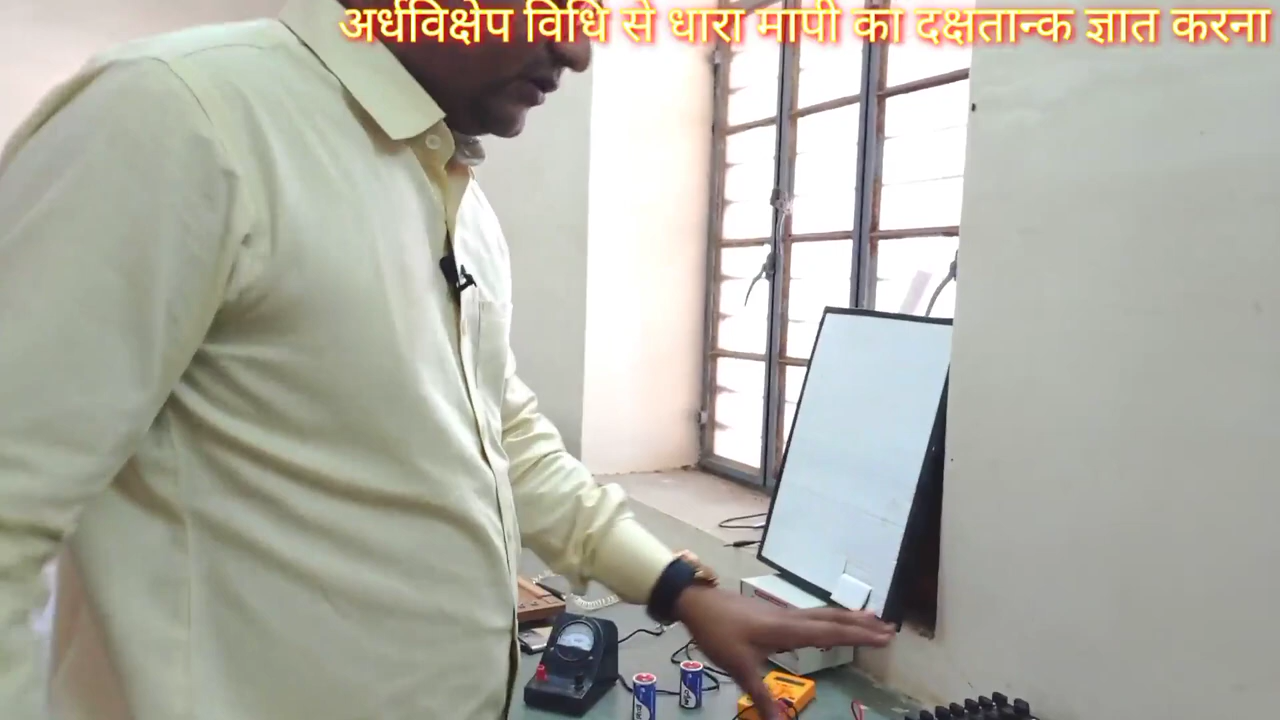 अर्धविक्षेप विधि से धारा मापी का दक्षतान्क ज्ञात करना